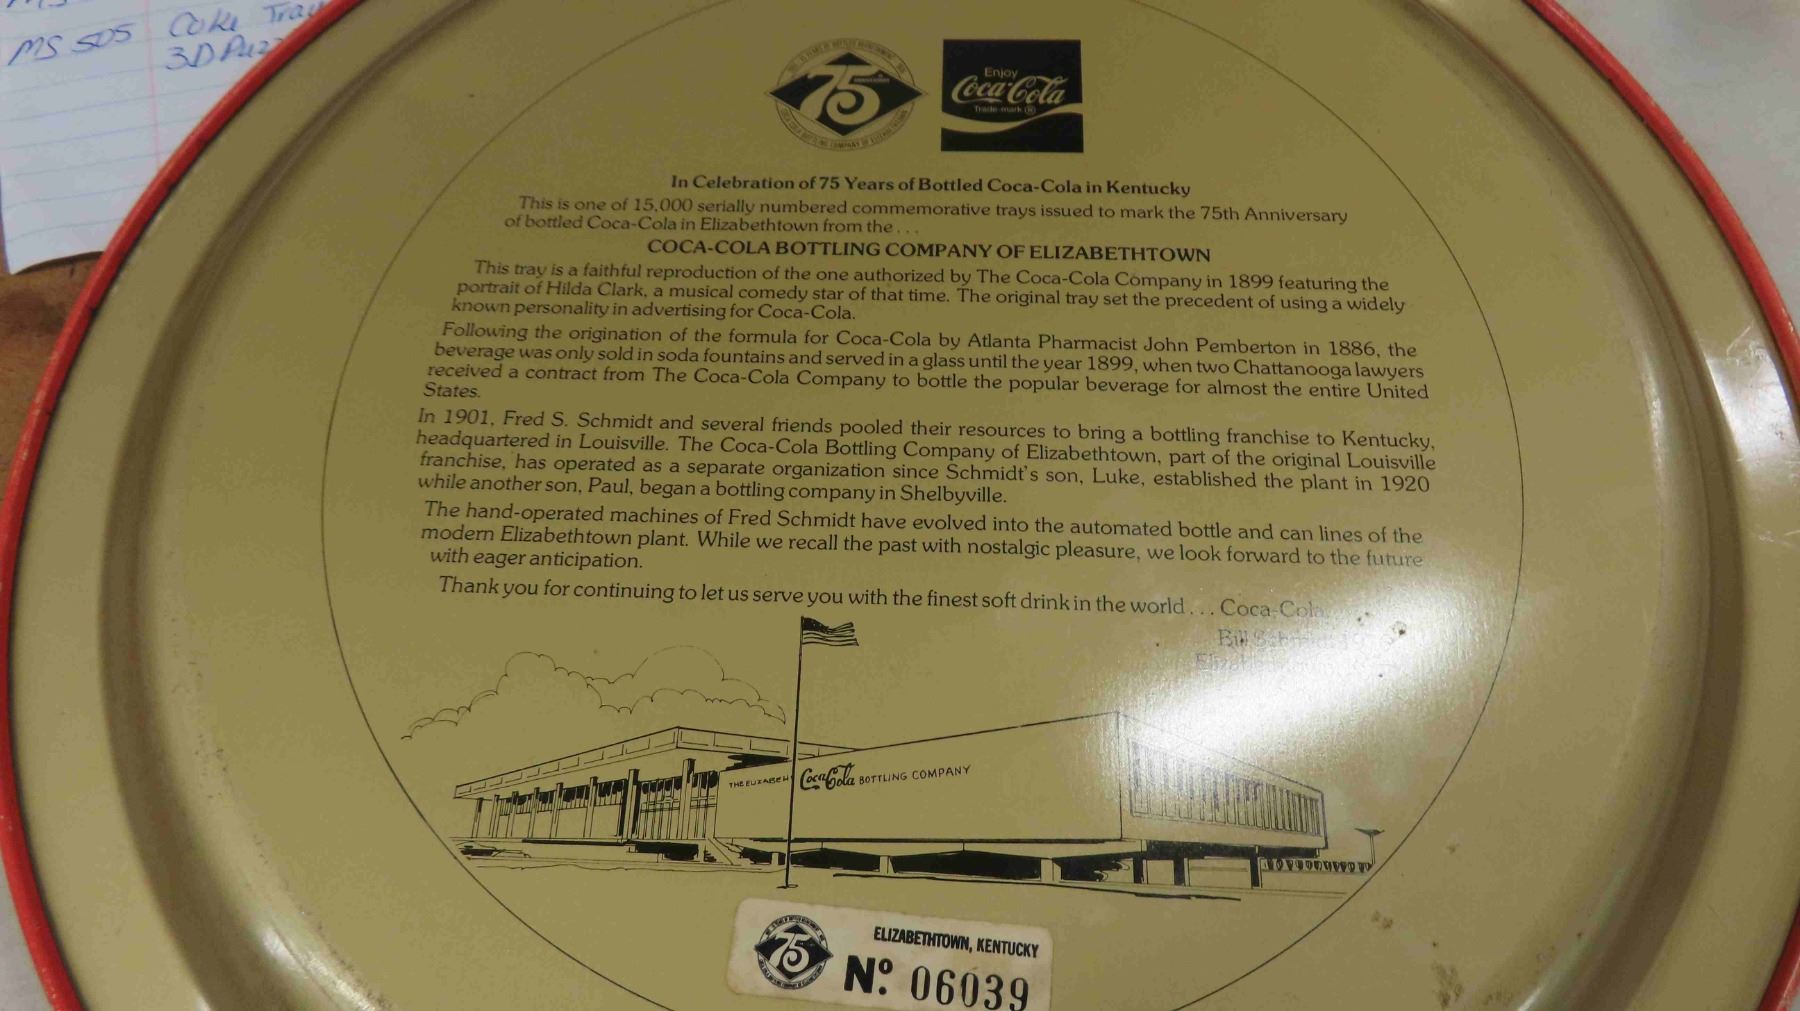 MS 505 Coke Tray
3D Puz
75
Enjoy
Coca-Cola
Trade-mark ®
In Celebration of 75 Years of Bottled Coca-Cola in Kentucky
This is one of 15,000 serially numbered commemorative trays issued to mark the 75th Anniversary
of bottled Coca-Cola in Elizabethtown from the . . .
COCA-COLA BOTTLING COMPANY OF ELIZABETHTOWN
This tray is a faithful reproduction of the one authorized by The Coca-Cola Company in 1899 featuring the
portrait of Hilda Clark, a musical comedy star of that time. The original tray set the precedent of using a widely
known personality in advertising for Coca-Cola.
Following the origination of the formula for Coca-Cola by Atlanta Pharmacist John Pemberton in 1886, the
beverage was only sold in soda fountains and served in a glass until the year 1899, when two Chattanooga lawyers
received a contract from The Coca-Cola Company to bottle the popular beverage for almost the entire United
States.
In 1901, Fred S. Schmidt and several friends pooled their resources to bring a bottling franchise to Kentucky,
headquartered in Louisville. The Coca-Cola Bottling Company of Elizabethtown, part of the original Louisville
franchise, has operated as a separate organization since Schmidt's son, Luke, established the plant in 1920
while another son, Paul, began a bottling company in Shelbyville.
The hand-operated machines of Fred Schmidt have evolved into the automated bottle and can lines of the
modern Elizabethtown plant. While we recall the past with nostalgic pleasure, we look forward to the future
with eager anticipation.
Thank you for continuing to let us serve you with the finest soft drink in the world . . . Coca-Cola.
Bill Schmidt
THE ELIZABETH Coca-Cola BOTTLING COMPANY
75
ELIZABETHTOWN, KENTUCKY
Nº 06039